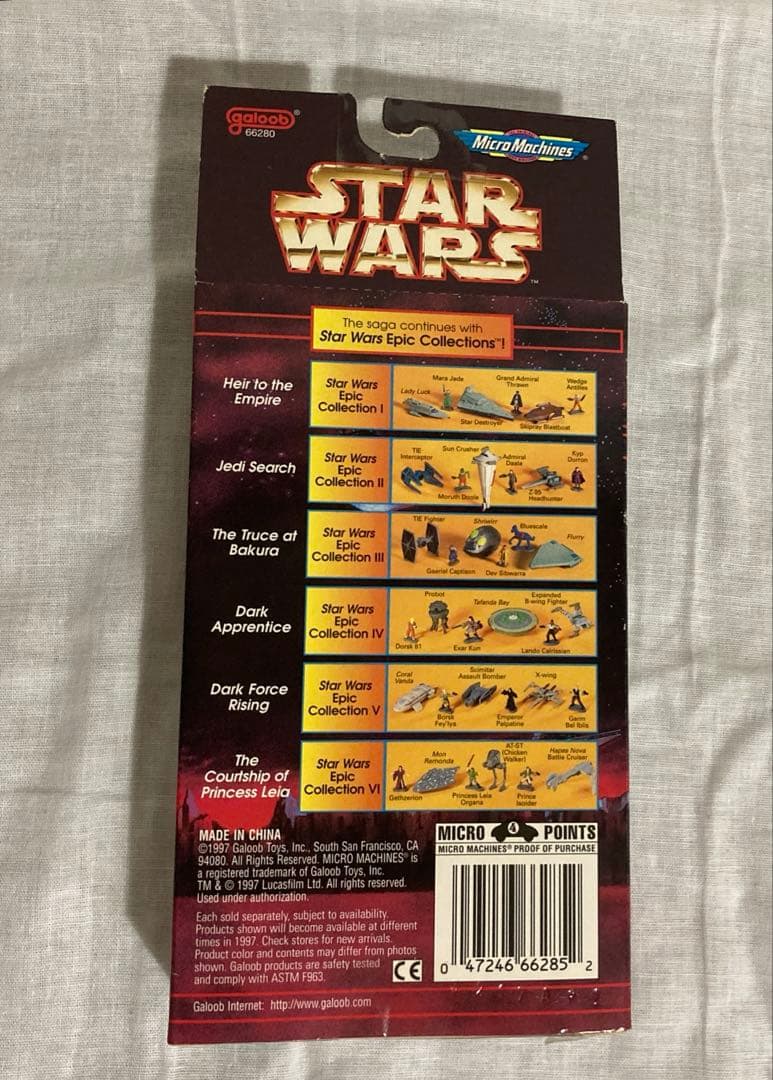 galoob®
66280
MicroMachines®
STAR
WARS™
The saga continues with
Star Wars Epic Collections™!
Heir to the
Empire
Star Wars
Epic
Collection I
Mara Jade
Grand Admiral
Thrawn
Wedge
Antilles
Lady Luck
Star Destroyer
Skipray Blastboat
Jedi Search
Star Wars
Epic
Collection II
TIE
Interceptor
Sun Crusher
Admiral
Daala
Kyp
Durron
Moruth Doole
Z-95
Headhunter
The Truce at
Bakura
Star Wars
Epic
Collection III
TIE Fighter
Shriwirr
Bluescale
Flurry
Gaeriel Captison
Dev Sibwarra
Dark
Apprentice
Star Wars
Epic
Collection IV
Probot
Tafanda Bay
Expanded
B-wing Fighter
Dorsk 81
Exar Kun
Lando Calrissian
Dark Force
Rising
Star Wars
Epic
Collection V
Coral
Vanda
Scimitar
Assault Bomber
X-wing
Borsk
Fey'lya
Emperor
Palpatine
Garm
Bel Iblis
The
Courtship of
Princess Leia
Star Wars
Epic
Collection VI
Mon
Remonda
AT-ST
(Chicken
Walker)
Hapes Nova
Battle Cruiser
Gethzerion
Princess Leia
Organa
Prince
Isolder
MADE IN CHINA
©1997 Galoob Toys, Inc., South San Francisco, CA
94080. All Rights Reserved. MICRO MACHINES® is
a registered trademark of Galoob Toys, Inc.
TM & © 1997 Lucasfilm Ltd. All rights reserved.
Used under authorization.
Each sold separately, subject to availability.
Products shown will become available at different
times in 1997. Check stores for new arrivals.
Product color and contents may differ from photos
shown. Galoob products are safety tested
and comply with ASTM F963.
CE
Galoob Internet: http://www.galoob.com
MICRO 4 POINTS
MICRO MACHINES® PROOF OF PURCHASE
0 47246 66285 2